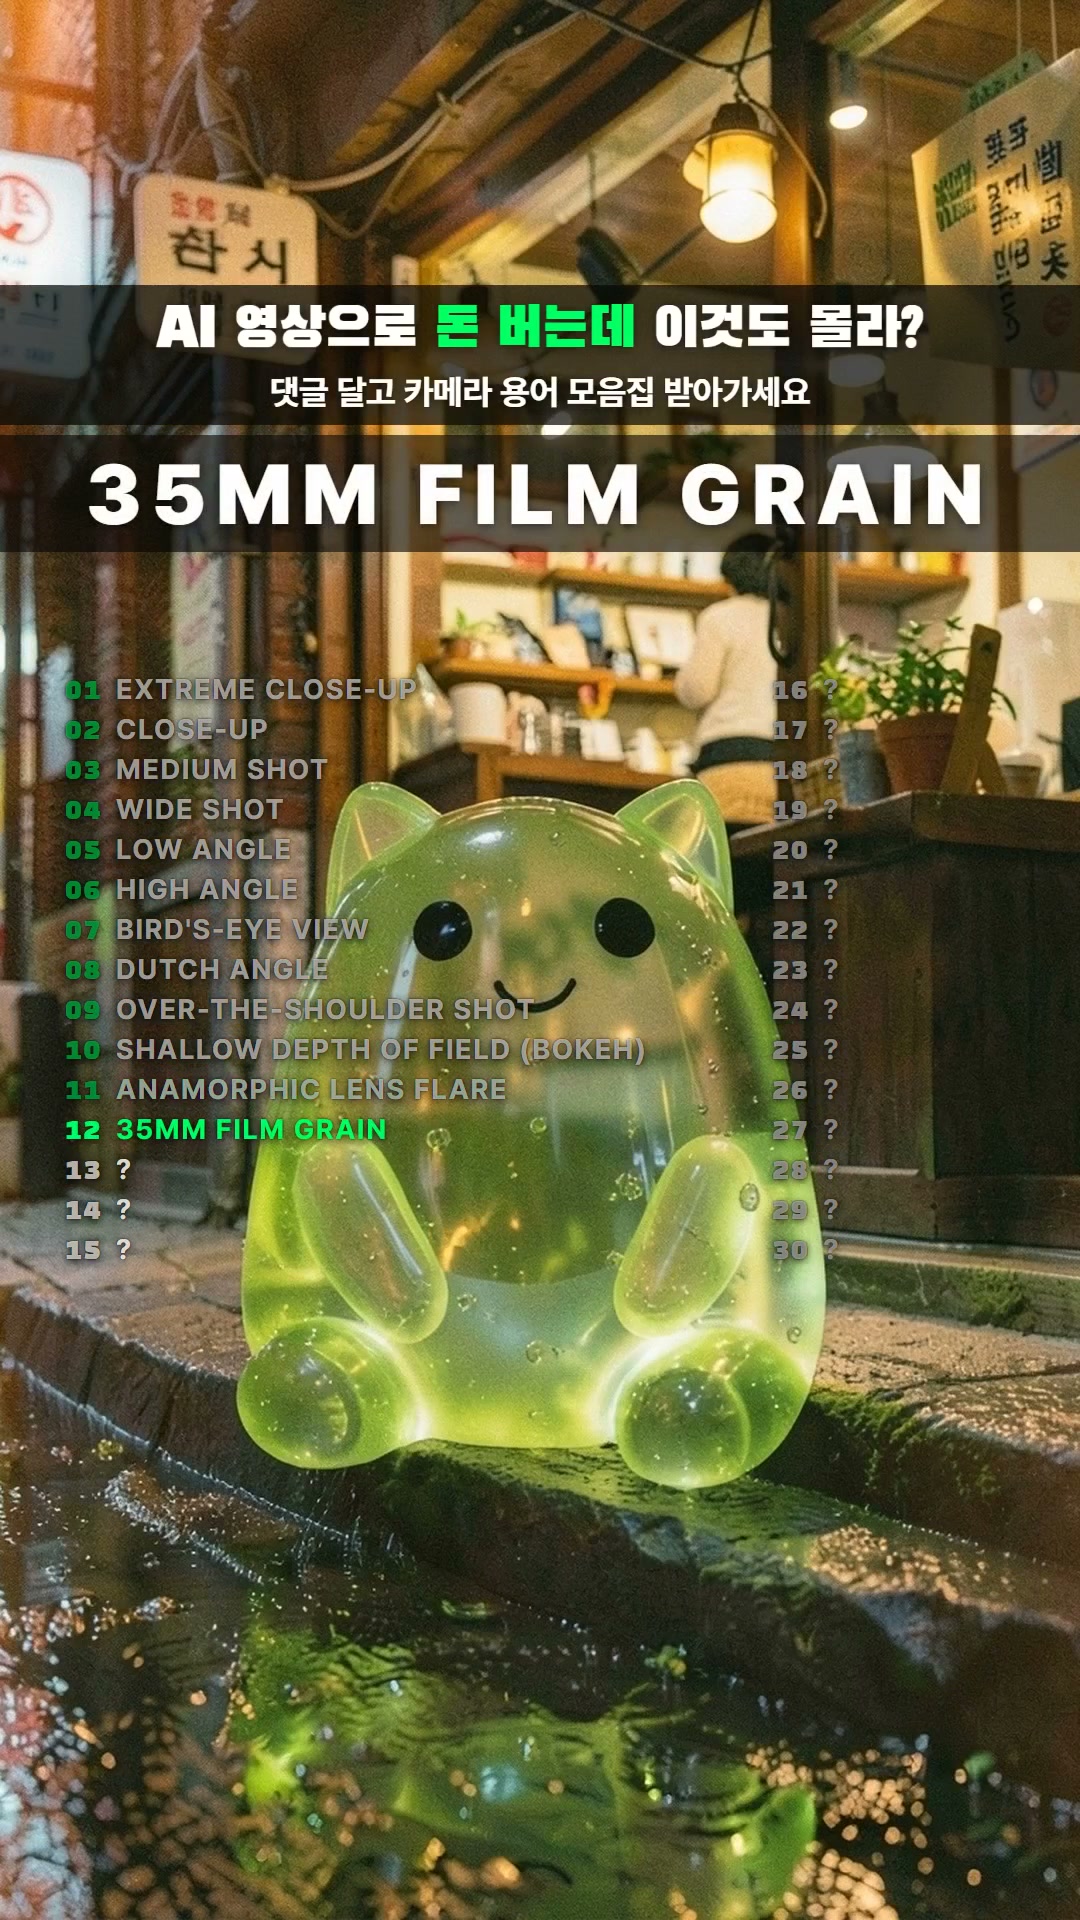 참시
AI 영상으로 돈 버는데 이것도 몰라?
댓글 달고 카메라 용어 모음집 받아가세요
35MM FILM GRAIN
01 EXTREME CLOSE-UP
02 CLOSE-UP
03 MEDIUM SHOT
04 WIDE SHOT
05 LOW ANGLE
06 HIGH ANGLE
07 BIRD'S-EYE VIEW
08 DUTCH ANGLE
09 OVER-THE-SHOULDER SHOT
10 SHALLOW DEPTH OF FIELD (BOKEH)
11 ANAMORPHIC LENS FLARE
12 35MM FILM GRAIN
13 ?
14 ?
15 ?
16 ?
17 ?
18 ?
19 ?
20 ?
21 ?
22 ?
23 ?
24 ?
25 ?
26 ?
27 ?
28 ?
29 ?
30 ?